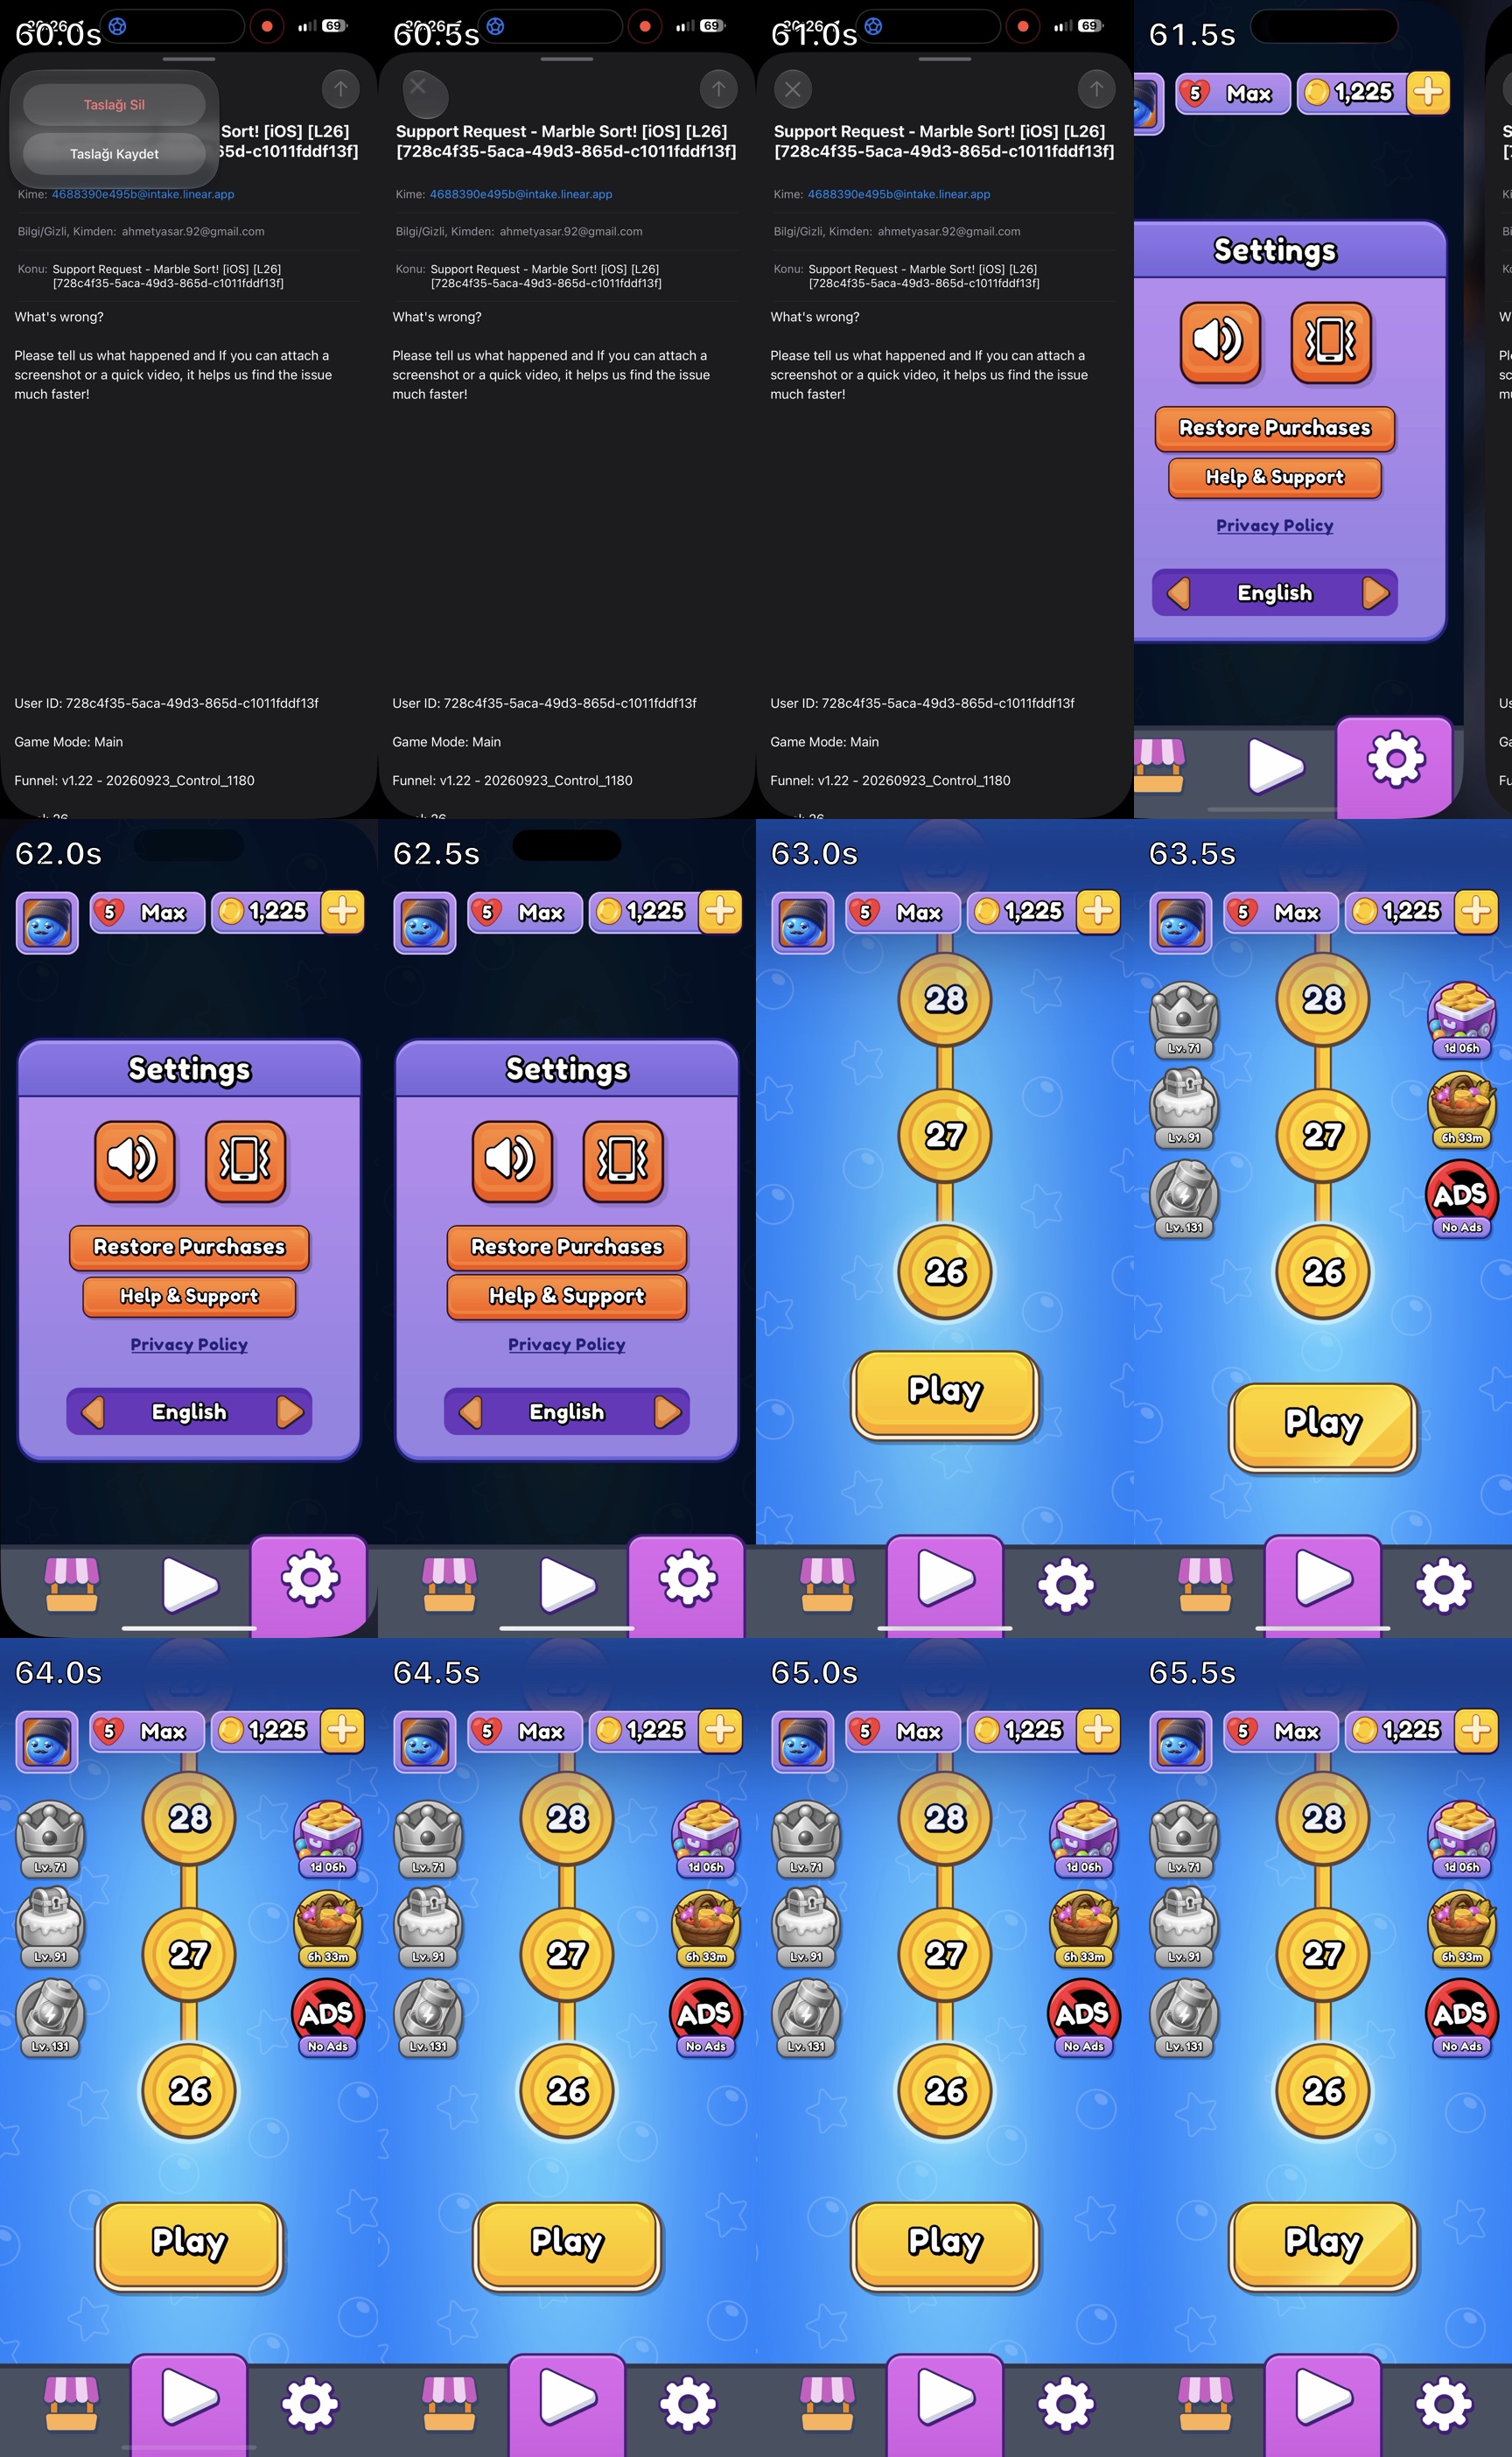 60.0s
69
Taslağı Sil
Taslağı Kaydet
Sort! [iOS] [L26]
65d-c1011fddf13f]
Kime: 4688390e495b@intake.linear.app
Bilgi/Gizli, Kimden: ahmetyasar.92@gmail.com
Konu: Support Request - Marble Sort! [iOS] [L26]
[728c4f35-5aca-49d3-865d-c1011fddf13f]
What's wrong?
Please tell us what happened and If you can attach a
screenshot or a quick video, it helps us find the issue
much faster!
User ID: 728c4f35-5aca-49d3-865d-c1011fddf13f
Game Mode: Main
Funnel: v1.22 - 20260923_Control_1180
60.5s
69
Support Request - Marble Sort! [iOS] [L26]
[728c4f35-5aca-49d3-865d-c1011fddf13f]
Kime: 4688390e495b@intake.linear.app
Bilgi/Gizli, Kimden: ahmetyasar.92@gmail.com
Konu: Support Request - Marble Sort! [iOS] [L26]
[728c4f35-5aca-49d3-865d-c1011fddf13f]
What's wrong?
Please tell us what happened and If you can attach a
screenshot or a quick video, it helps us find the issue
much faster!
User ID: 728c4f35-5aca-49d3-865d-c1011fddf13f
Game Mode: Main
Funnel: v1.22 - 20260923_Control_1180
61.0s
69
Support Request - Marble Sort! [iOS] [L26]
[728c4f35-5aca-49d3-865d-c1011fddf13f]
Kime: 4688390e495b@intake.linear.app
Bilgi/Gizli, Kimden: ahmetyasar.92@gmail.com
Konu: Support Request - Marble Sort! [iOS] [L26]
[728c4f35-5aca-49d3-865d-c1011fddf13f]
What's wrong?
Please tell us what happened and If you can attach a
screenshot or a quick video, it helps us find the issue
much faster!
User ID: 728c4f35-5aca-49d3-865d-c1011fddf13f
Game Mode: Main
Funnel: v1.22 - 20260923_Control_1180
61.5s
5 Max 1,225
Settings
Restore Purchases
Help & Support
Privacy Policy
English
62.0s
5 Max 1,225
Settings
Restore Purchases
Help & Support
Privacy Policy
English
62.5s
5 Max 1,225
Settings
Restore Purchases
Help & Support
Privacy Policy
English
63.0s
5 Max 1,225
28
27
26
Play
63.5s
5 Max 1,225
28
Lv. 71
1d 06h
27
Lv. 91
6h 33m
ADS
Lv. 131
No Ads
26
Play
64.0s
5 Max 1,225
28
Lv. 71
1d 06h
27
Lv. 91
6h 33m
ADS
Lv. 131
No Ads
26
Play
64.5s
5 Max 1,225
28
Lv. 71
1d 06h
27
Lv. 91
6h 33m
ADS
Lv. 131
No Ads
26
Play
65.0s
5 Max 1,225
28
Lv. 71
1d 06h
27
Lv. 91
6h 33m
ADS
Lv. 131
No Ads
26
Play
65.5s
5 Max 1,225
28
Lv. 71
1d 06h
27
Lv. 91
6h 33m
ADS
Lv. 131
No Ads
26
Play